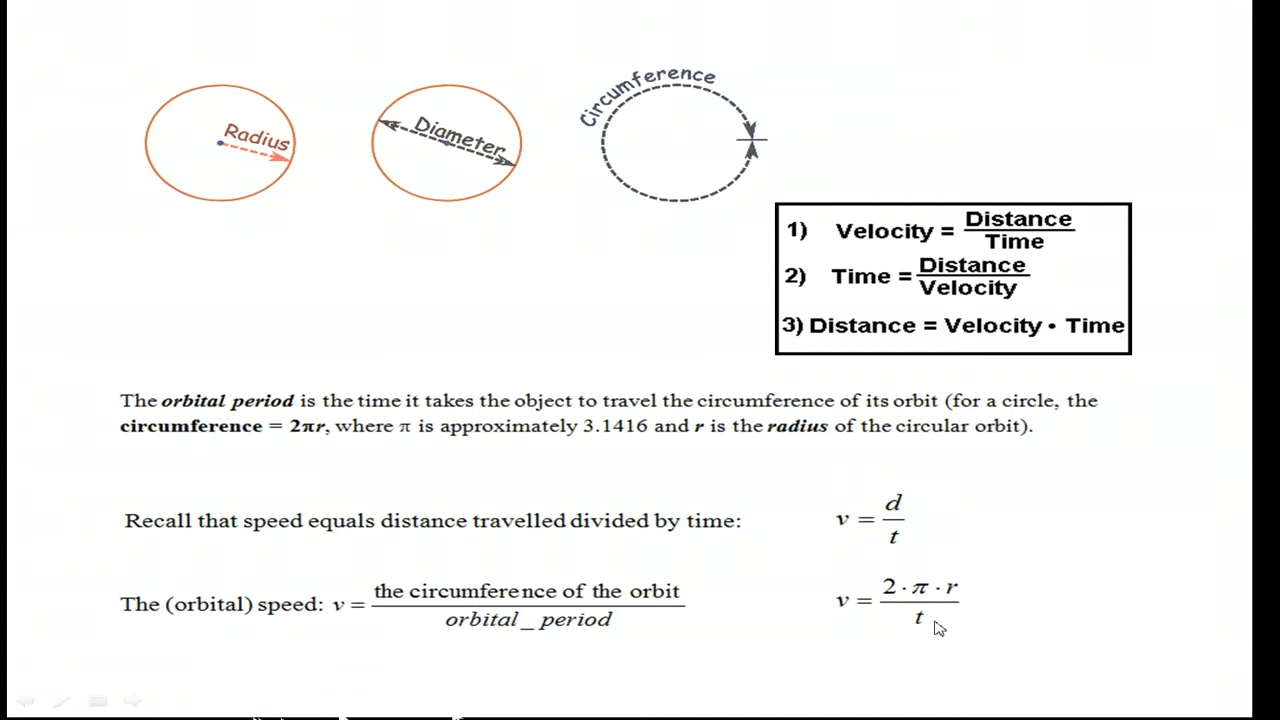 Radius
Diameter
Circumference
1) Velocity = Distance / Time
2) Time = Distance / Velocity
3) Distance = Velocity • Time
The orbital period is the time it takes the object to travel the circumference of its orbit (for a circle, the
circumference = 2πr, where π is approximately 3.1416 and r is the radius of the circular orbit).
Recall that speed equals distance travelled divided by time: v = d / t
The (orbital) speed: v = the circumference of the orbit / orbital_period v = 2·π·r / t